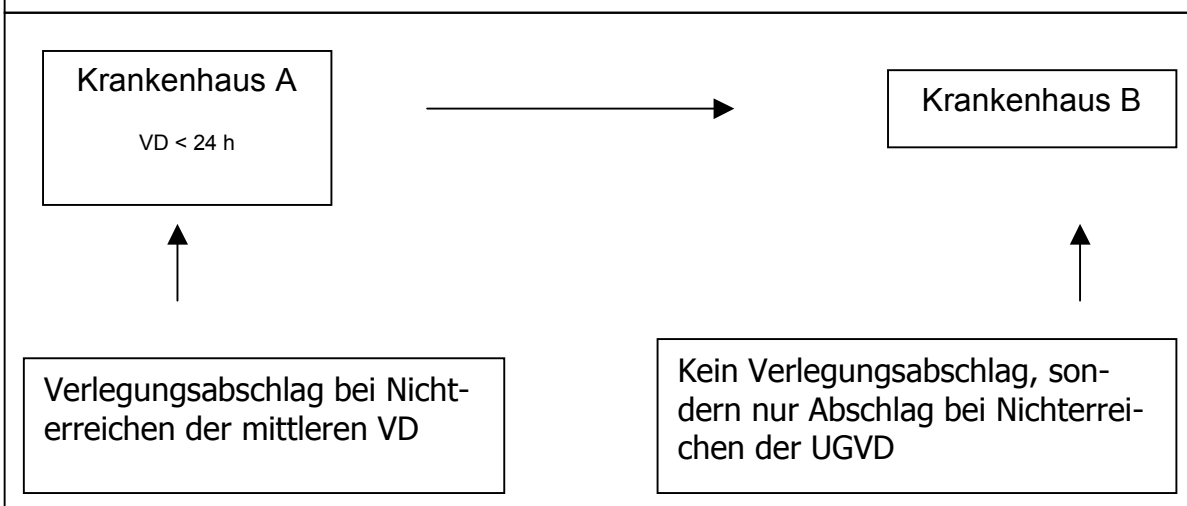 Krankenhaus A
VD < 24 h
Krankenhaus B
Verlegungsabschlag bei Nicht-
erreichen der mittleren VD
Kein Verlegungsabschlag, son-
dern nur Abschlag bei Nichterrei-
chen der UGVD